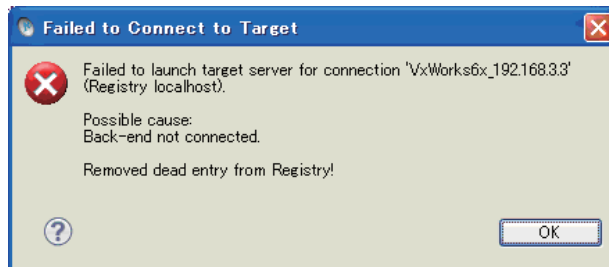 Failed to Connect to Target
Failed to launch target server for connection 'VxWorks6x_192.168.3.3'
(Registry localhost).
Possible cause:
Back-end not connected.
Removed dead entry from Registry!
?
OK